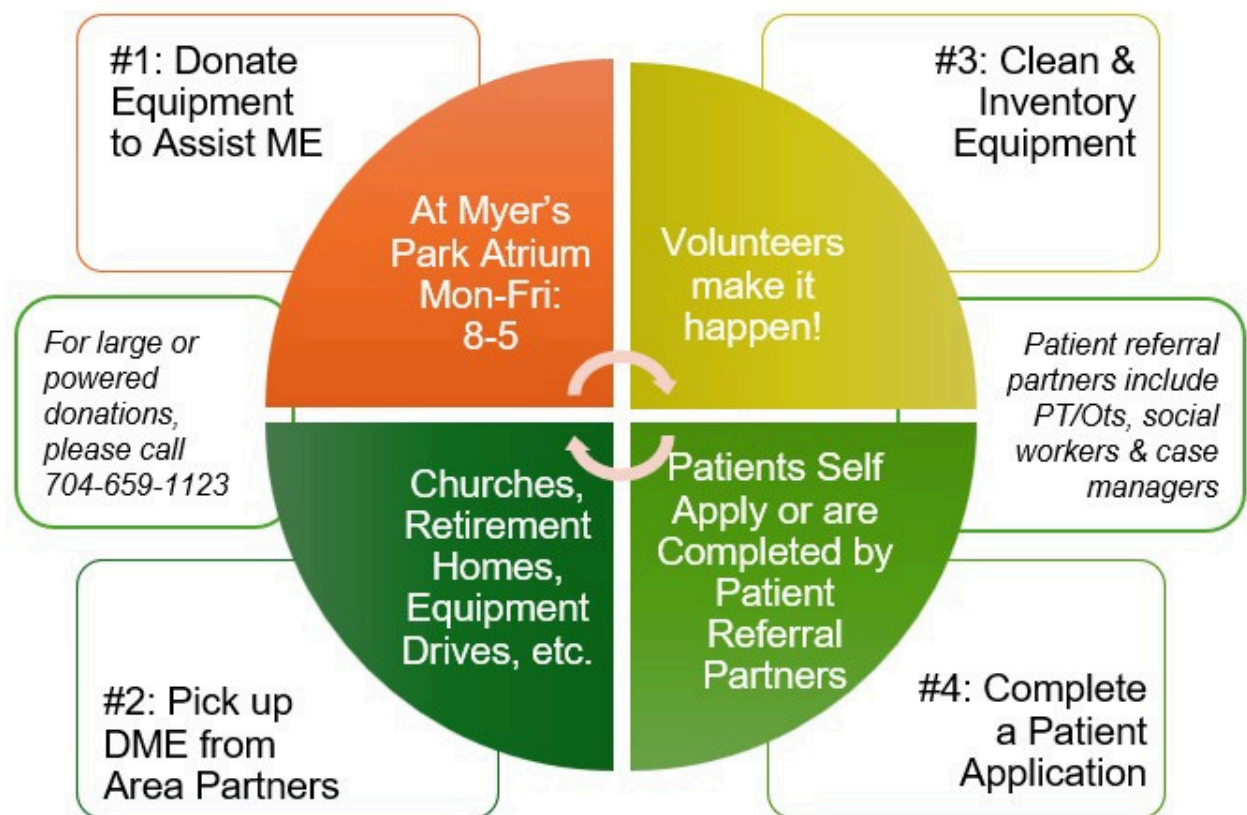 #1: Donate
Equipment
to Assist ME
At Myer's
Park Atrium
Mon-Fri:
8-5
For large or
powered
donations,
please call
704-659-1123
#2: Pick up
DME from
Area Partners
Churches,
Retirement
Homes,
Equipment
Drives, etc.
#3: Clean &
Inventory
Equipment
Volunteers
make it
happen!
Patient referral
partners include
PT/Ots, social
workers & case
managers
#4: Complete
a Patient
Application
Patients Self
Apply or are
Completed by
Patient
Referral
Partners